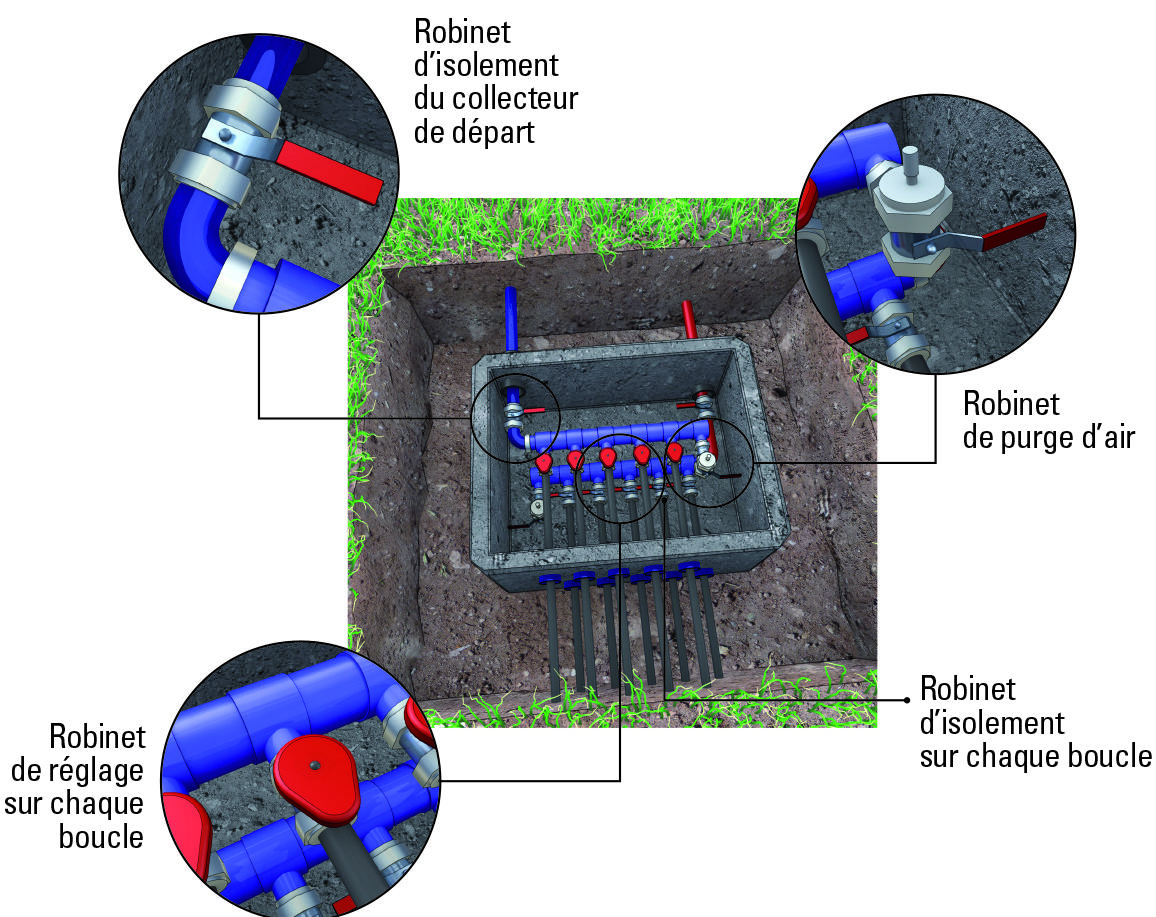 Robinet
d'isolement
du collecteur
de départ
Robinet
de purge d'air
Robinet
d'isolement
sur chaque boucle
Robinet
de réglage
sur chaque
boucle